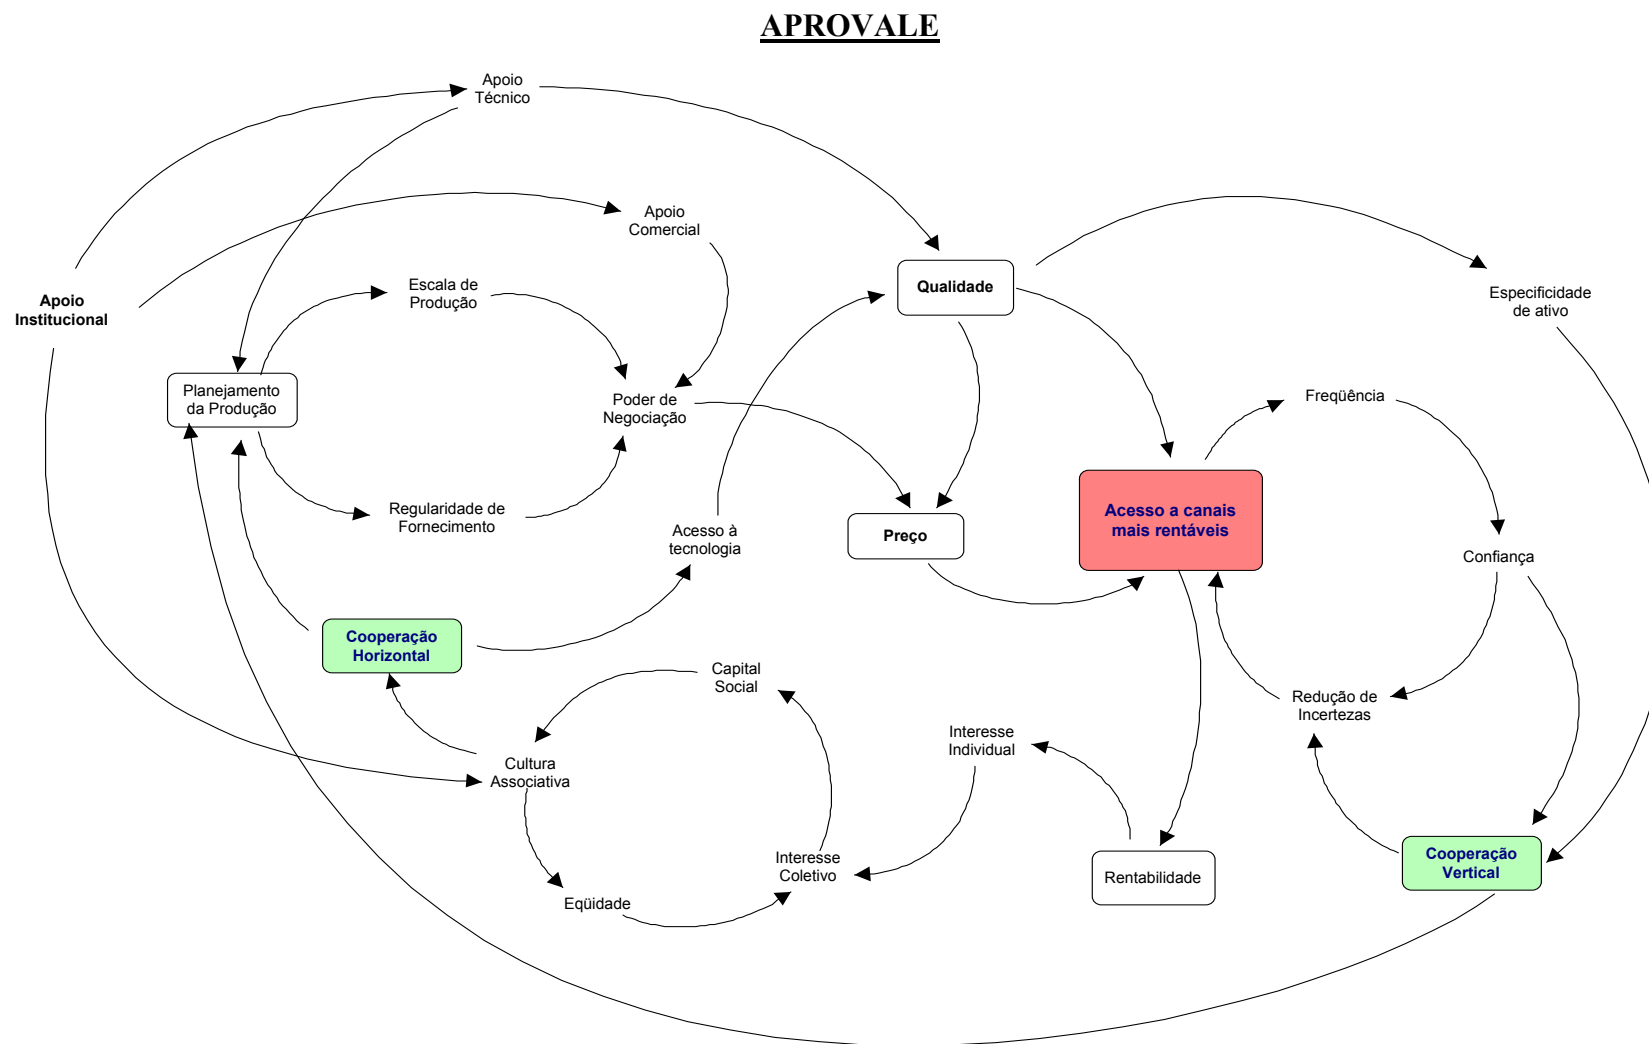 APROVALE
Apoio
Técnico
Apoio
Comercial
Apoio
Institucional
Escala de
Produção
Qualidade
Especificidade
de ativo
Planejamento
da Produção
Poder de
Negociação
Freqüência
Regularidade de
Fornecimento
Acesso à
tecnologia
Preço
Acesso a canais
mais rentáveis
Confiança
Cooperação
Horizontal
Capital
Social
Redução de
Incertezas
Interesse
Individual
Cultura
Associativa
Interesse
Coletivo
Rentabilidade
Cooperação
Vertical
Eqüidade